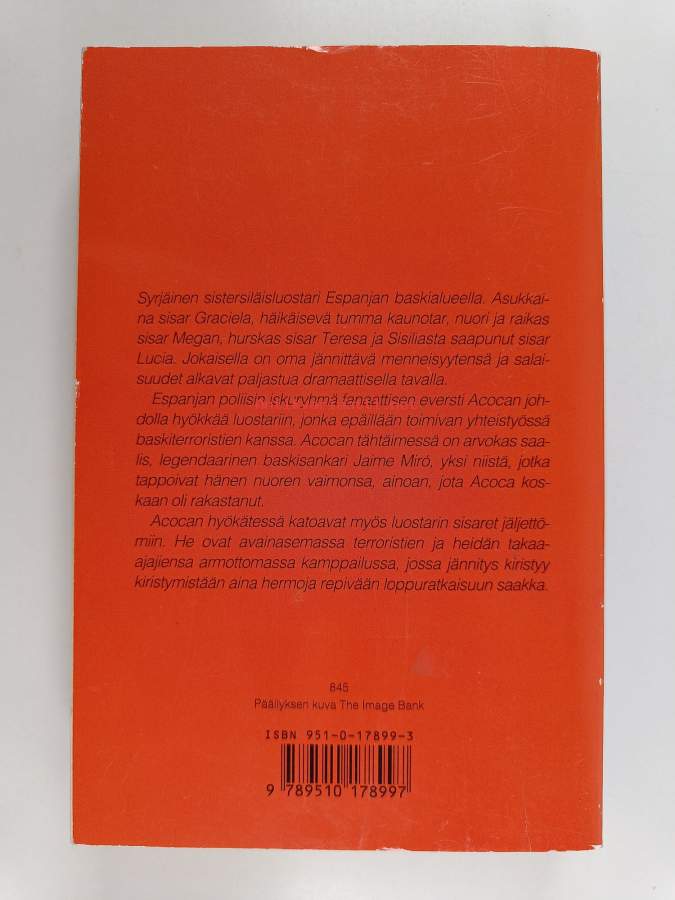 Syrjäinen sistersiläisluostari Espanjan baskialueella. Asukkai-
na sisar Graciela, häikäisevä tumma kaunotar, nuori ja raikas
sisar Megan, hurskas sisar Teresa ja Sisiliasta saapunut sisar
Lucia. Jokaisella on oma jännittävä menneisyytensä ja salai-
suudet alkavat paljastua dramaattisella tavalla.
Espanjan poliisin iskuryhmä fanaattisen eversti Acocan joh-
dolla hyökkää luostariin, jonka epäillään toimivan yhteistyössä
baskiterroristien kanssa. Acocan tähtäimessä on arvokas saa-
lis, legendaarinen baskisankari Jaime Miró, yksi niistä, jotka
tappoivat hänen nuoren vaimonsa, ainoan, jota Acoca kos-
kaan oli rakastanut.
Acocan hyökätessä katoavat myös luostarin sisaret jäljettö-
miin. He ovat avainasemassa terroristien ja heidän takaa-
ajajiensa armottomassa kamppailussa, jossa jännitys kiristyy
kiristymistään aina hermoja repivään loppuratkaisuun saakka.
845
Päällyksen kuva The Image Bank
ISBN 951-0-17899-3
9 789510 178997